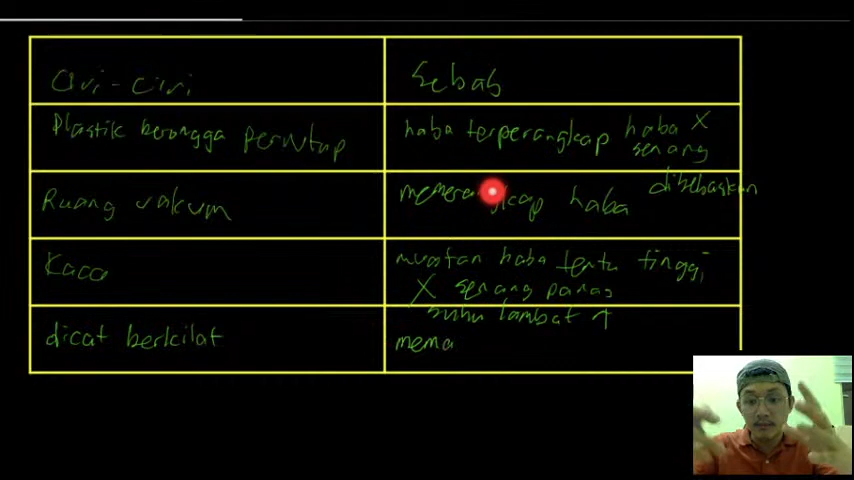 Ciri-ciri
Sebab
Plastik berongga penutup
haba terperangkap haba X
senang
dibebaskan
Ruang vakum
memerangkap haba
Kaca
muatan haba tentu tinggi,
X senang panas
suhu lambat ↑
dicat berkilat
mema